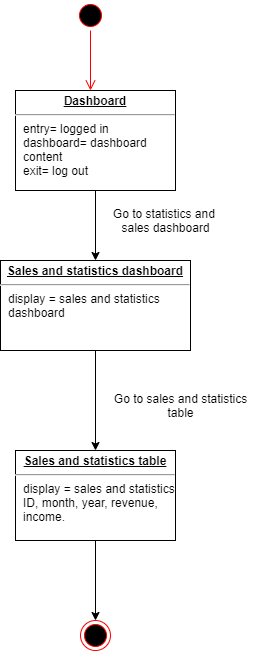 Dashboard
entry= logged in
dashboard= dashboard
content
exit= log out
Go to statistics and
sales dashboard
Sales and statistics dashboard
display = sales and statistics
dashboard
Go to sales and statistics
table
Sales and statistics table
display = sales and statistics
ID, month, year, revenue,
income.